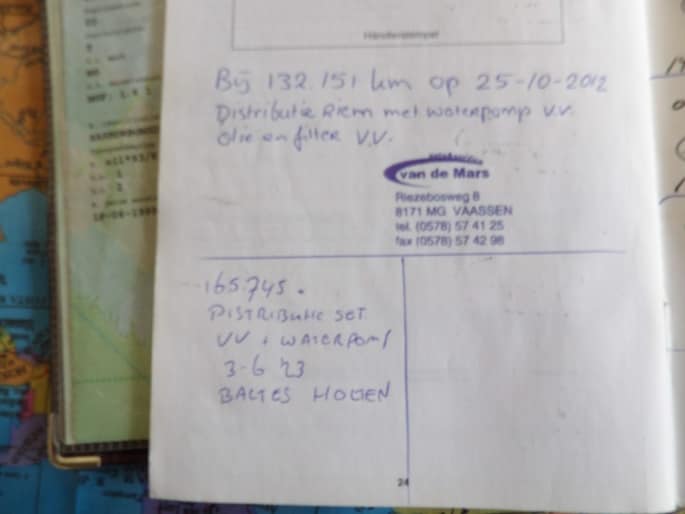 Händlerstempel
Bij 132.151 km op 25-10-2012
Distributie Riem met waterpomp v.v.
olie en filter v.v.
van de Mars
Riezebosweg 8
8171 MG VAASSEN
tel. (0578) 57 41 25
fax (0578) 57 42 98
165.745.
DISTRIBUTIE SET
VV + WATERPOMP
3-6 '23
BALTES HOLTEN
24